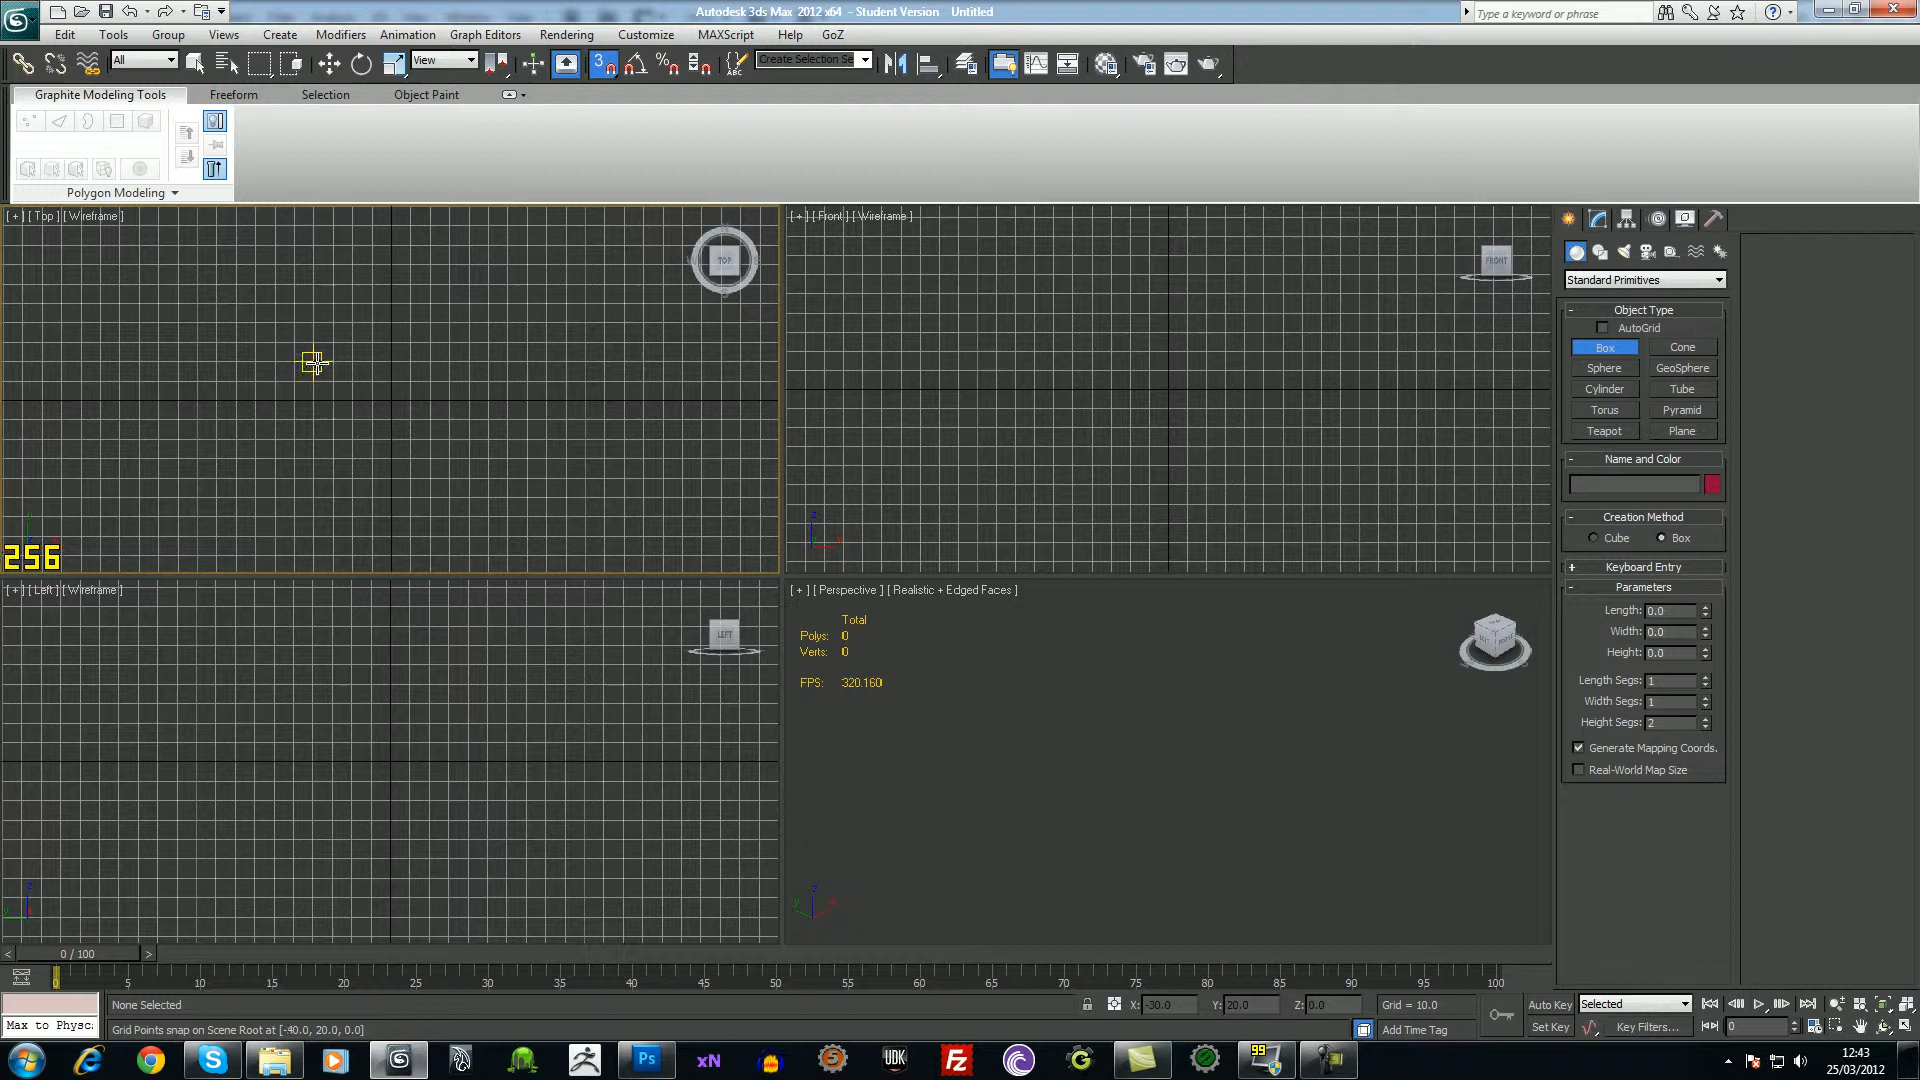 Autodesk 3ds Max 2012 x64 - Student Version Untitled
Type a keyword or phrase
Edit Tools Group Views Create Modifiers Animation Graph Editors Rendering Customize MAXScript Help GoZ
All
View
3
%
ABC
Create Selection Se
Graphite Modeling Tools Freeform Selection Object Paint
Polygon Modeling
[ + ] [ Top ] [ Wireframe ]
TOP
[ + ] [ Front ] [ Wireframe ]
FRONT
Standard Primitives
- Object Type
AutoGrid
Box Cone
Sphere GeoSphere
Cylinder Tube
Torus Pyramid
Teapot Plane
- Name and Color
- Creation Method
Cube Box
+ Keyboard Entry
- Parameters
Length: 0.0
Width: 0.0
Height: 0.0
Length Segs: 1
Width Segs: 1
Height Segs: 2
Generate Mapping Coords.
Real-World Map Size
z
256
[ + ] [ Left ] [ Wireframe ]
LEFT
[ + ] [ Perspective ] [ Realistic + Edged Faces ]
Total
Polys: 0
Verts: 0
FPS: 320.160
z
z
< 0 / 100 >
0 5 10 15 20 25 30 35 40 45 50 55 60 65 70 75 80 85 90 95 100
None Selected X: -30.0 Y: 20.0 Z: 0.0 Grid = 10.0 Auto Key Selected
Max to Physc: Grid Points snap on Scene Root at [-40.0, 20.0, 0.0] Add Time Tag Set Key Key Filters... 0
Ps xN 5 UDK Fz 99
12:43
25/03/2012